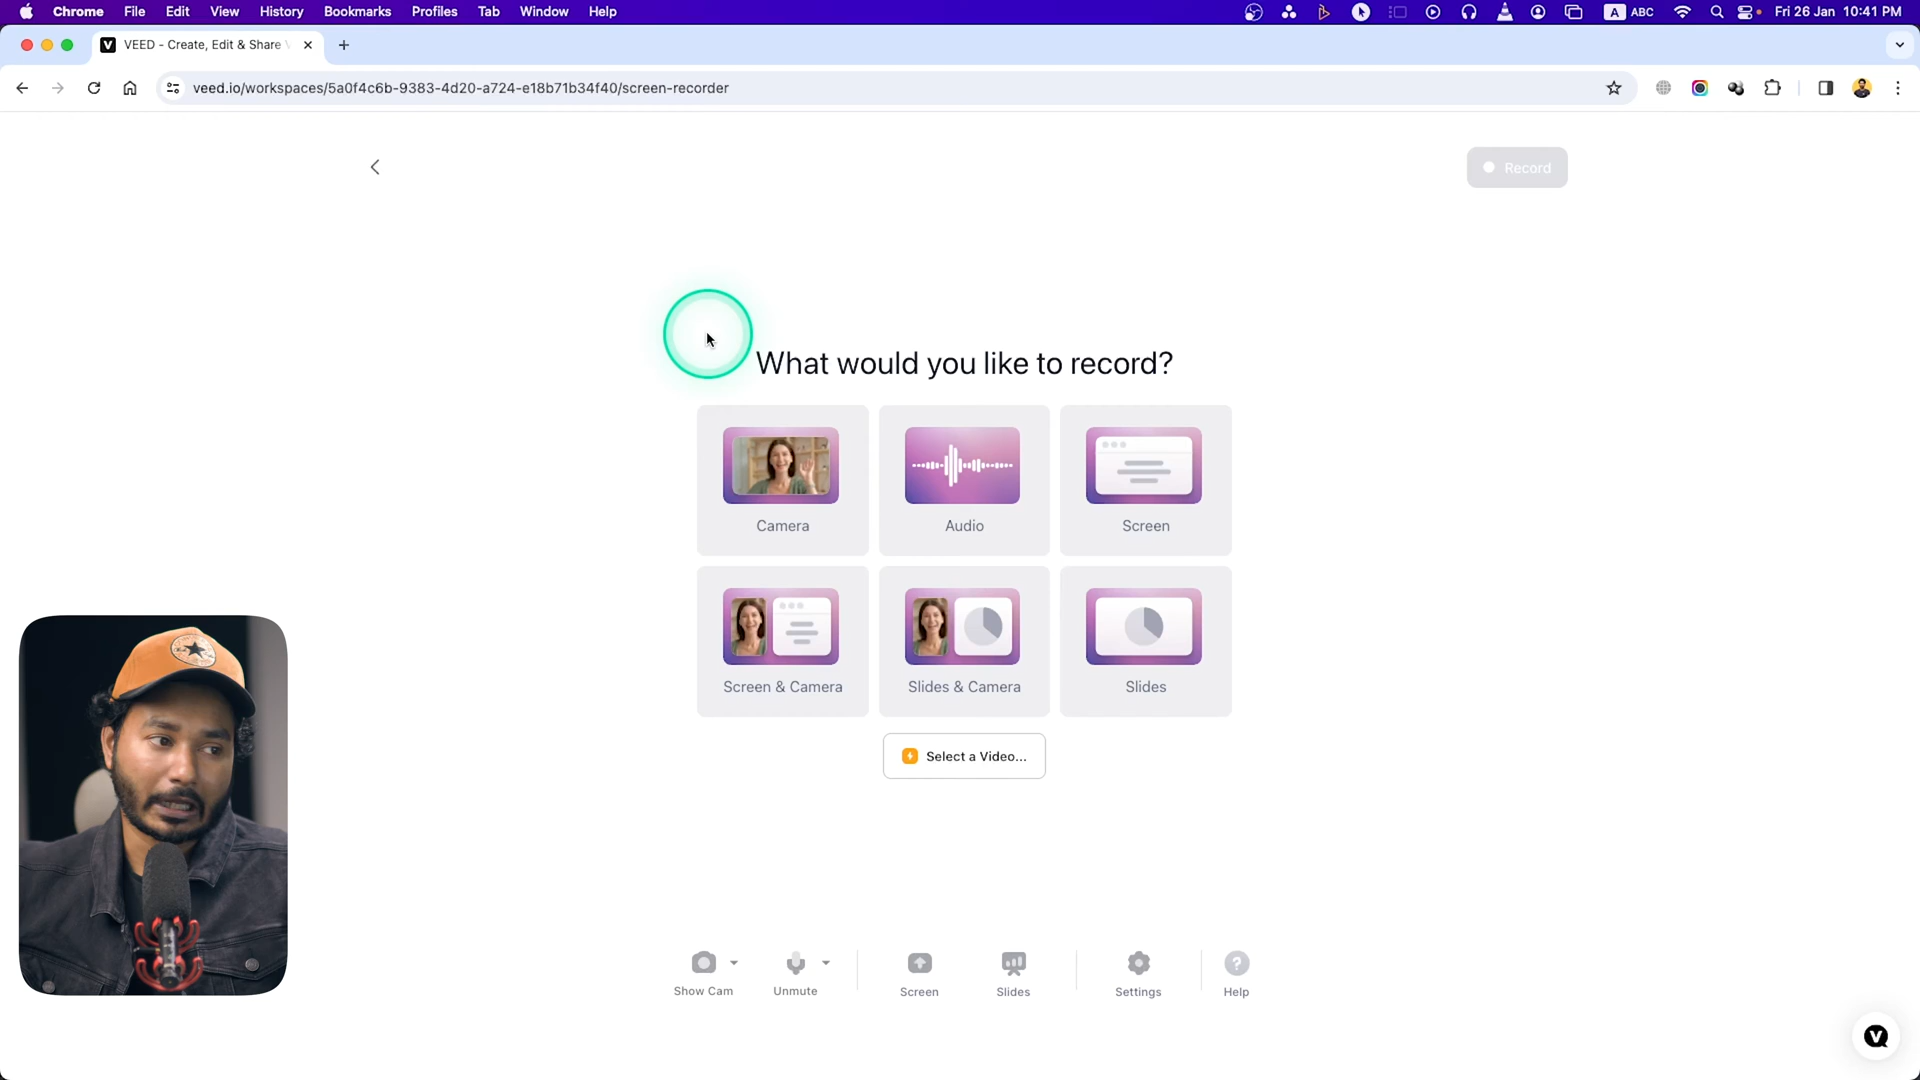 Chrome File Edit View History Bookmarks Profiles Tab Window Help A ABC Fri 26 Jan 10:41 PM
VEED - Create, Edit & Share V
veed.io/workspaces/5a0f4c6b-9383-4d20-a724-e18b71b34f40/screen-recorder
Record
What would you like to record?
Camera Audio Screen
Screen & Camera Slides & Camera Slides
Select a Video...
Show Cam Unmute Screen Slides Settings Help